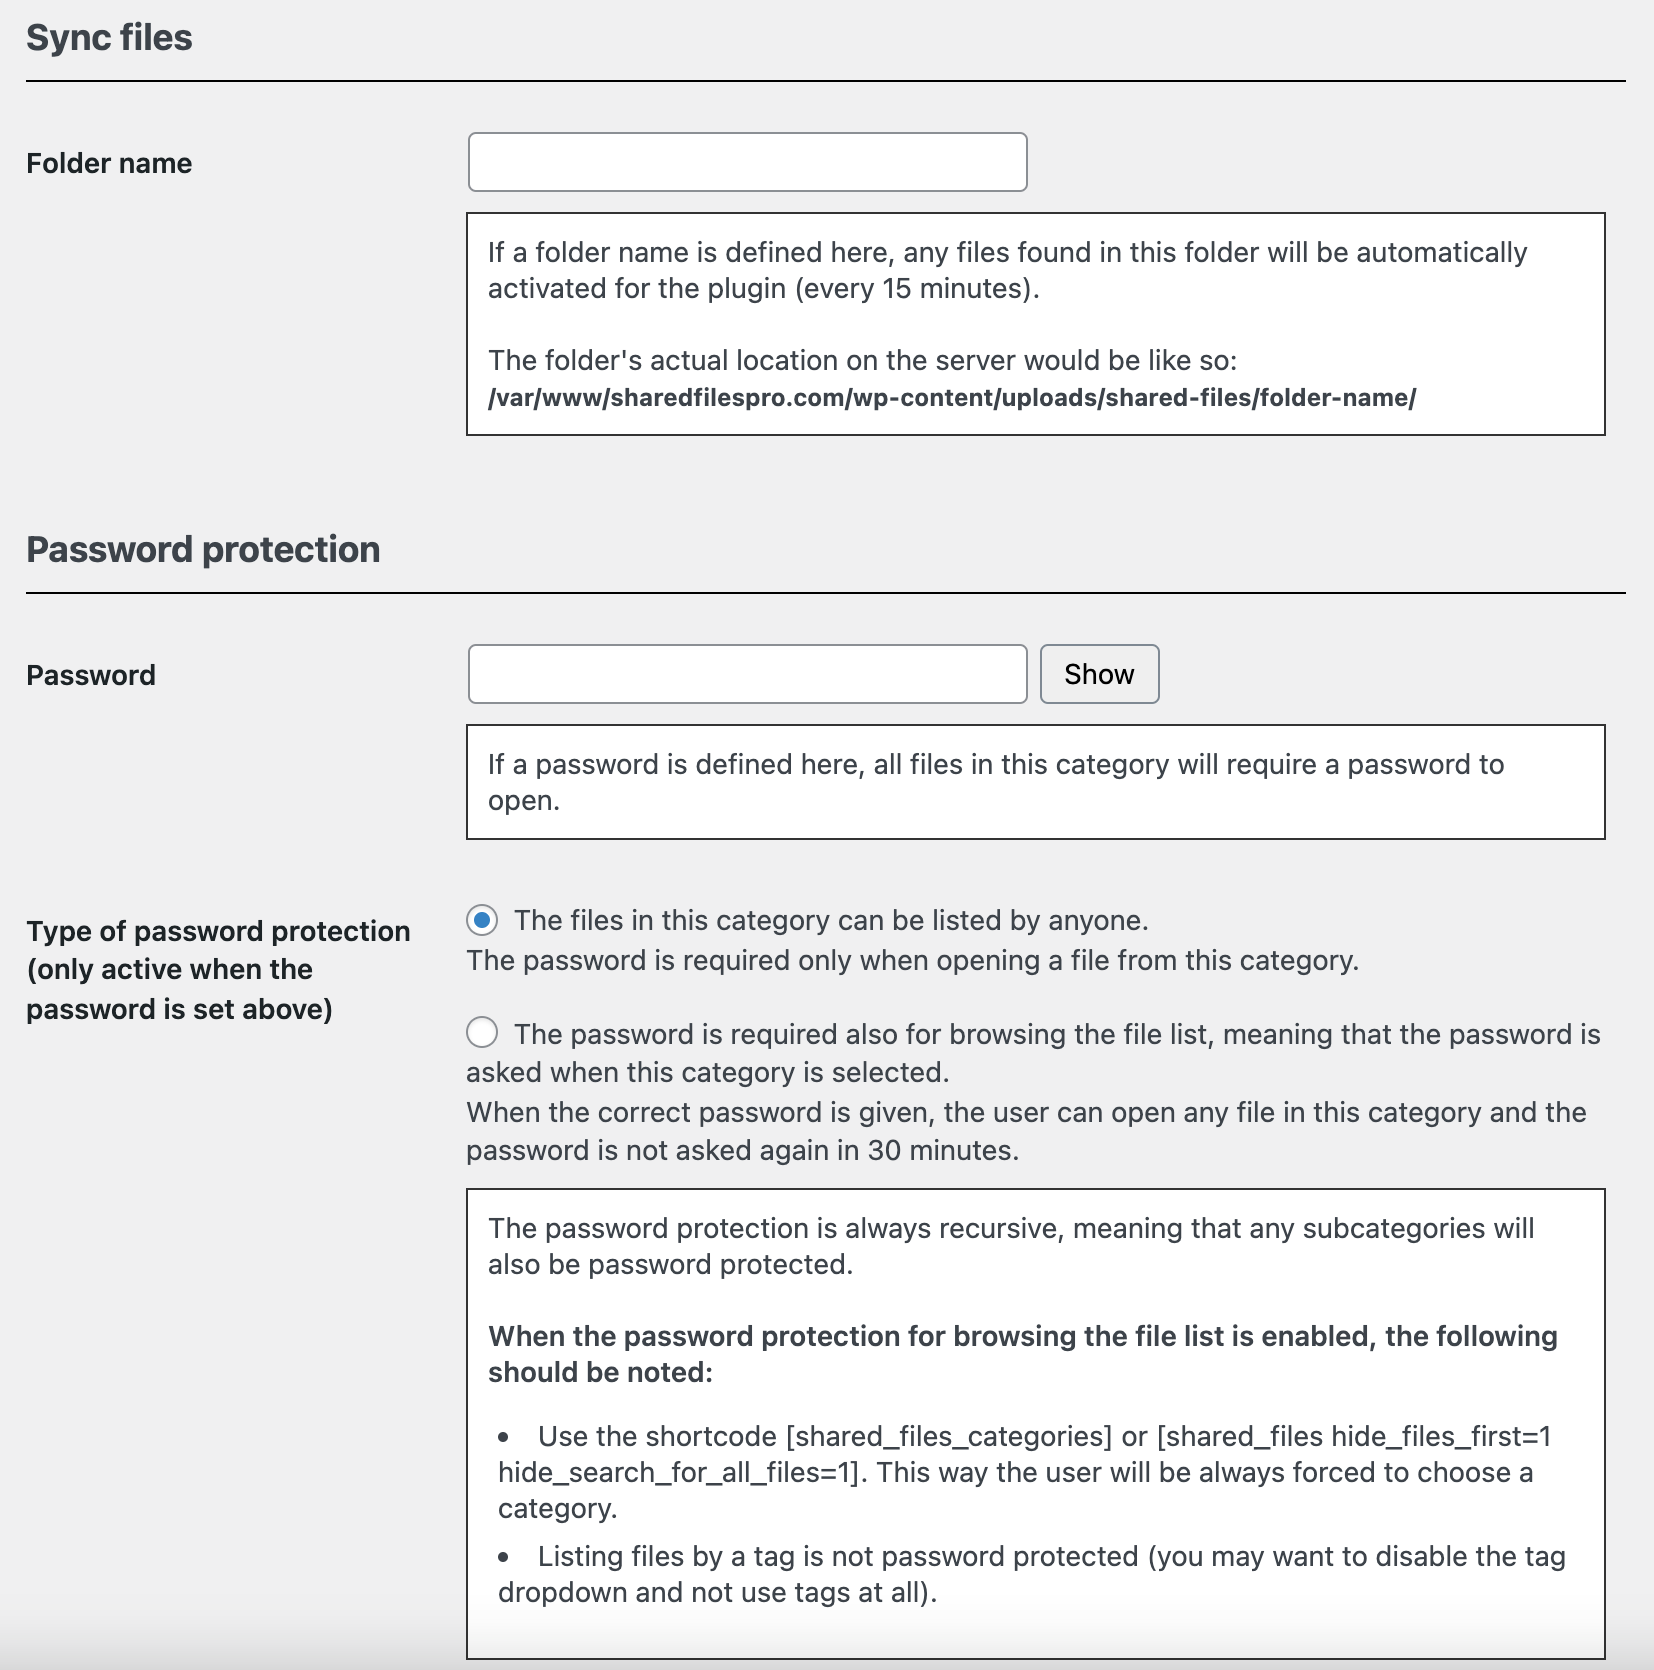 Sync files
Folder name
If a folder name is defined here, any files found in this folder will be automatically
activated for the plugin (every 15 minutes).
The folder's actual location on the server would be like so:
/var/www/sharedfilespro.com/wp-content/uploads/shared-files/folder-name/
Password protection
Password
Show
If a password is defined here, all files in this category will require a password to
open.
Type of password protection
(only active when the
password is set above)
The files in this category can be listed by anyone.
The password is required only when opening a file from this category.
The password is required also for browsing the file list, meaning that the password is
asked when this category is selected.
When the correct password is given, the user can open any file in this category and the
password is not asked again in 30 minutes.
The password protection is always recursive, meaning that any subcategories will
also be password protected.
When the password protection for browsing the file list is enabled, the following
should be noted:
• Use the shortcode [shared_files_categories] or [shared_files hide_files_first=1
hide_search_for_all_files=1]. This way the user will be always forced to choose a
category.
• Listing files by a tag is not password protected (you may want to disable the tag
dropdown and not use tags at all).